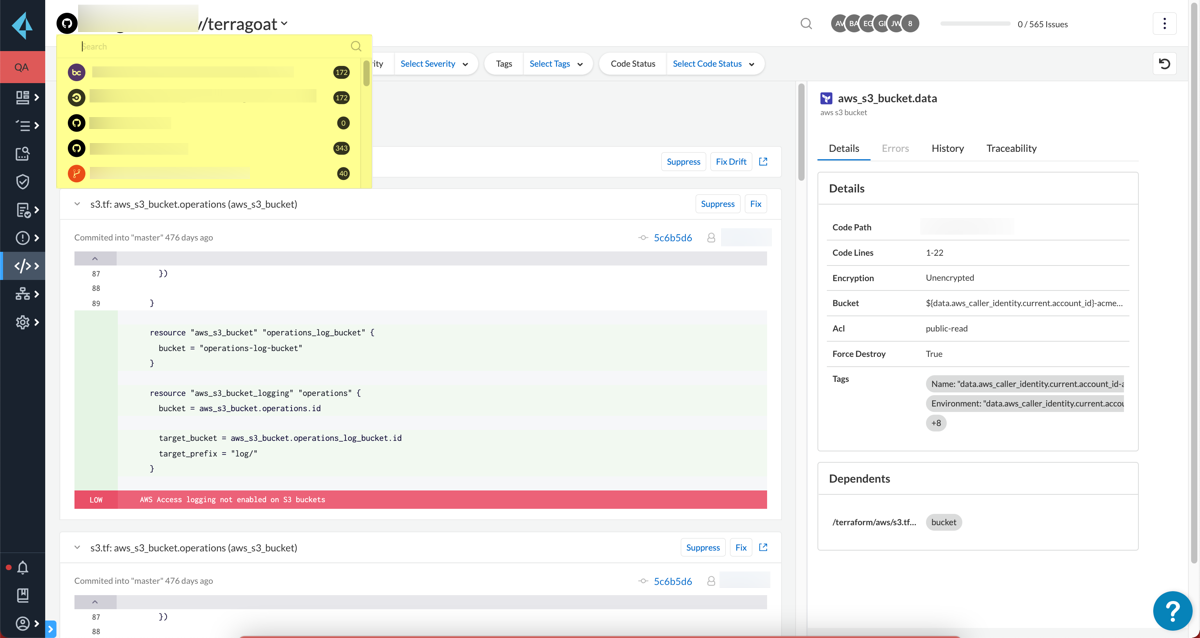 /terragoat
0 / 565 Issues
AV BA EC GI JW 8
Search
QA
bc
172
172
0
343
40
Select Severity
Tags
Select Tags
Code Status
Select Code Status
Suppress
Fix Drift
s3.tf: aws_s3_bucket.operations (aws_s3_bucket)
Suppress
Fix
Commited into "master" 476 days ago
5c6b5d6
87 })
88
89 }
resource "aws_s3_bucket" "operations_log_bucket" {
bucket = "operations-log-bucket"
}
resource "aws_s3_bucket_logging" "operations" {
bucket = aws_s3_bucket.operations.id
target_bucket = aws_s3_bucket.operations_log_bucket.id
target_prefix = "log/"
}
LOW AWS Access logging not enabled on S3 buckets
s3.tf: aws_s3_bucket.operations (aws_s3_bucket)
Suppress
Fix
Commited into "master" 476 days ago
5c6b5d6
87 })
88
aws_s3_bucket.data
aws s3 bucket
Details
Errors
History
Traceability
Details
Code Path
Code Lines 1-22
Encryption Unencrypted
Bucket ${data.aws_caller_identity.current.account_id}-acme...
Acl public-read
Force Destroy True
Tags Name: "data.aws_caller_identity.current.account_id-a
Environment: "data.aws_caller_identity.current.accou
+8
Dependents
/terraform/aws/s3.tf... bucket
?